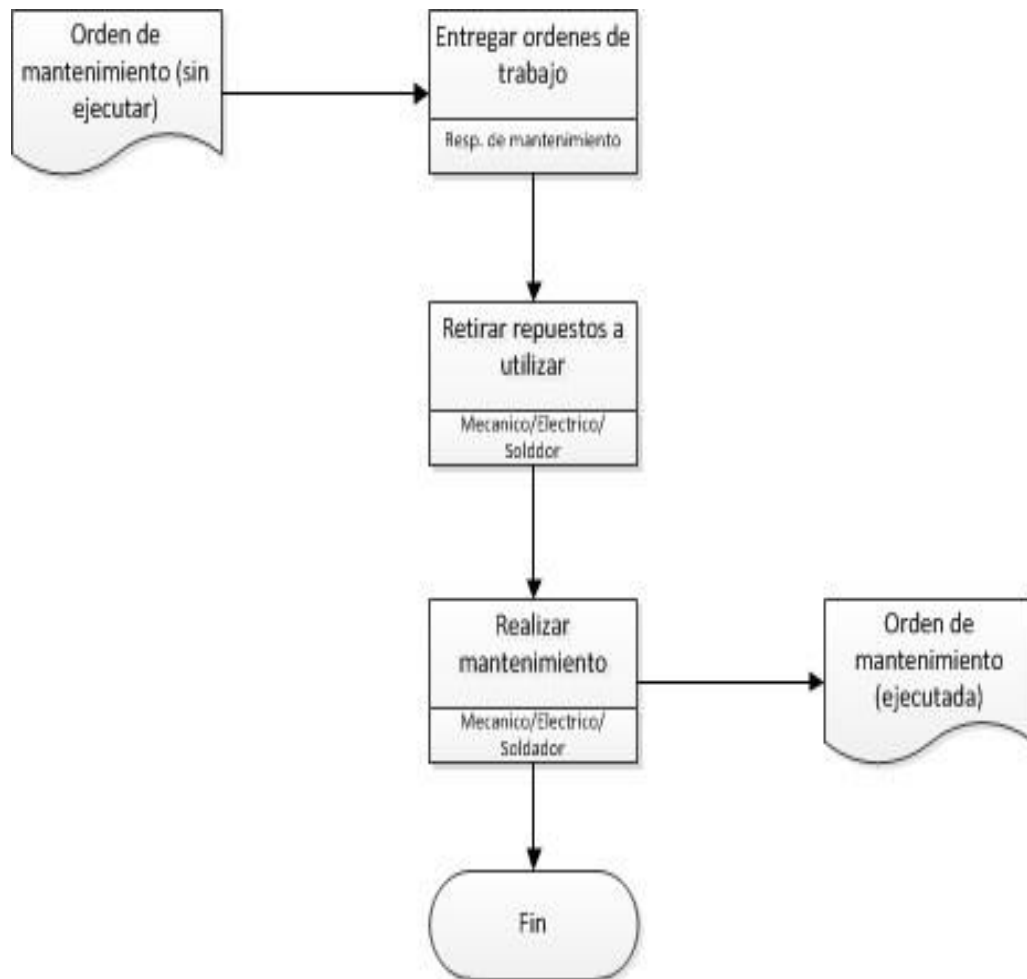 Orden de
mantenimiento (sin
ejecutar)
Entregar ordenes de
trabajo
Resp. de mantenimiento
Retirar repuestos a
utilizar
Mecanico/Electrico/
Solddor
Realizar
mantenimiento
Mecanico/Electrico/
Soldador
Orden de
mantenimiento
(ejecutada)
Fin